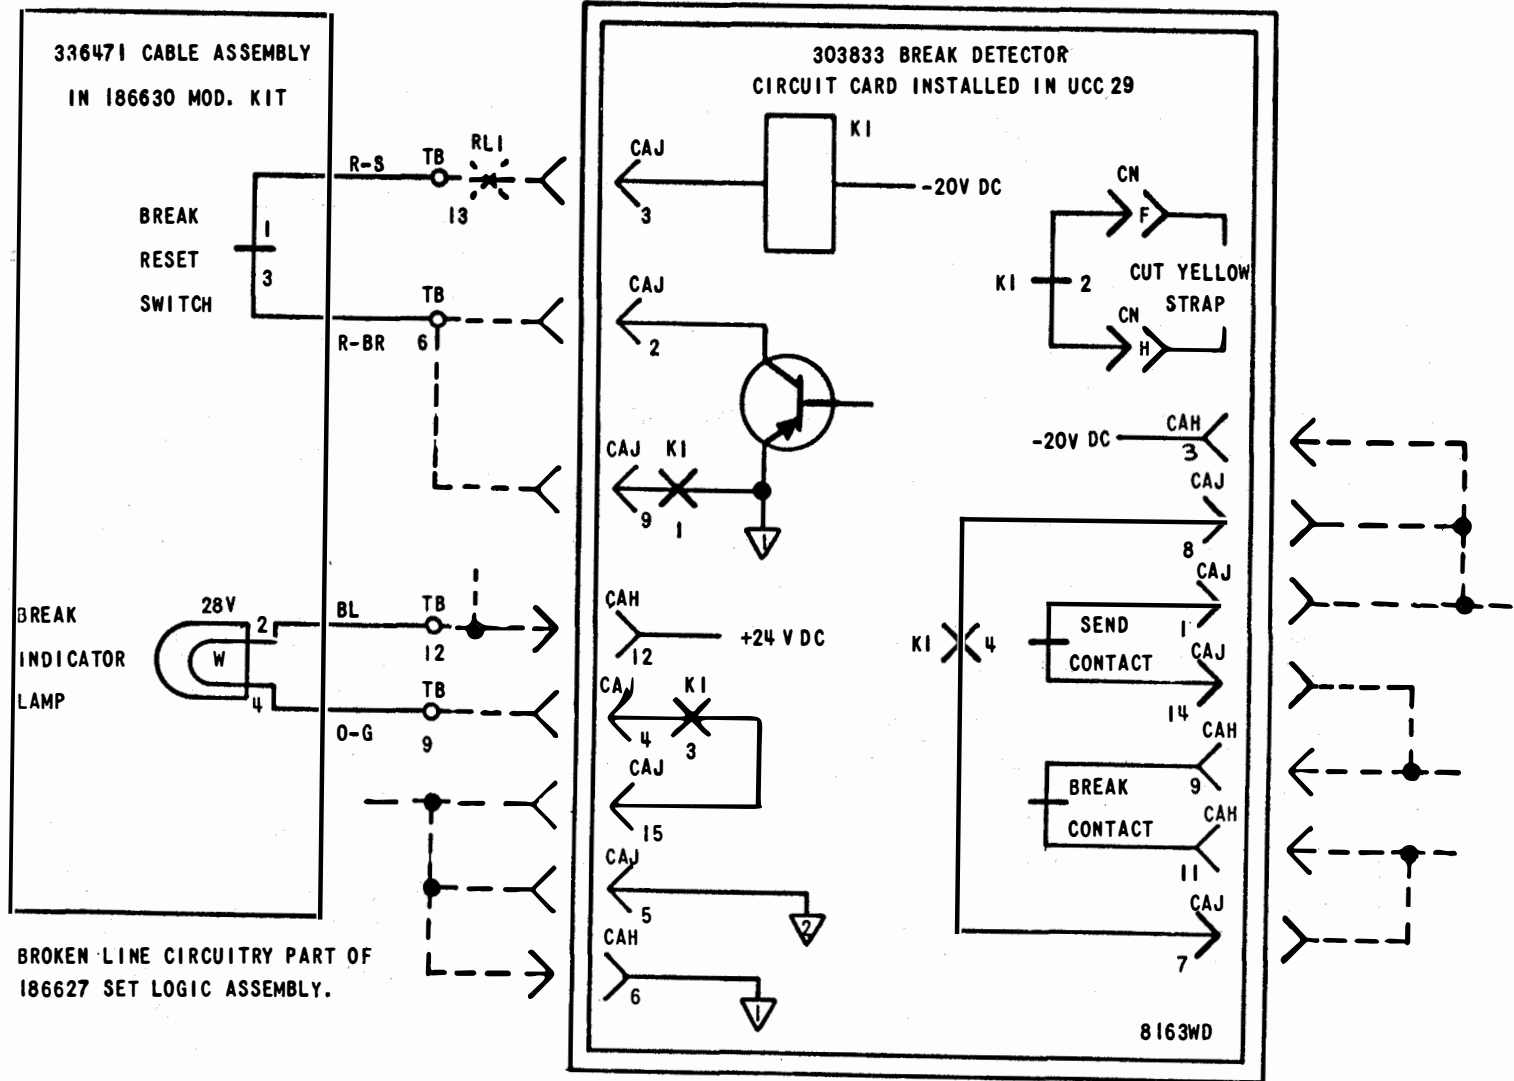 336471 CABLE ASSEMBLY
IN 186630 MOD. KIT
303833 BREAK DETECTOR
CIRCUIT CARD INSTALLED IN UCC 29
BREAK
RESET
SWITCH
1
3
R-S
TB
13
RL1
CAJ
3
K1
-20V DC
R-BR
TB
6
CAJ
2
CAJ
9
K1
1
1
CN
F
K1
2
CUT YELLOW
STRAP
CN
H
-20V DC
CAH
3
CAJ
8
BREAK
INDICATOR
LAMP
28V
W
2
4
BL
TB
12
O-G
TB
9
CAH
12
+24 V DC
CAJ
4
K1
3
CAJ
15
CAJ
5
2
CAH
6
1
K1
4
CAJ
1
SEND
CONTACT
CAJ
14
CAH
9
BREAK
CONTACT
CAH
11
CAJ
7
BROKEN LINE CIRCUITRY PART OF
186627 SET LOGIC ASSEMBLY.
8163WD